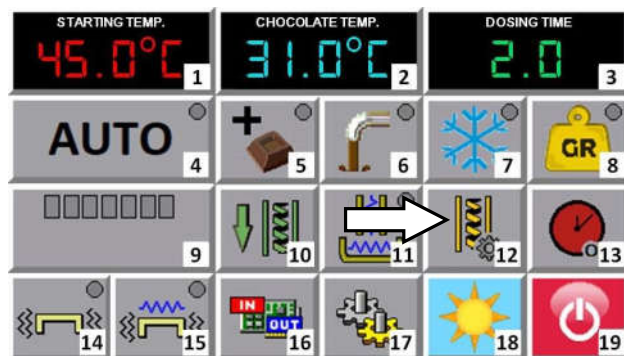 STARTING TEMP. CHOCOLATE TEMP. DOSING TIME
45.0°C 1 31.0°C 2 2.0 3
AUTO 4 5 6 7 GR 8
9 10 11 12 13
14 15 IN OUT 16 17 18 19